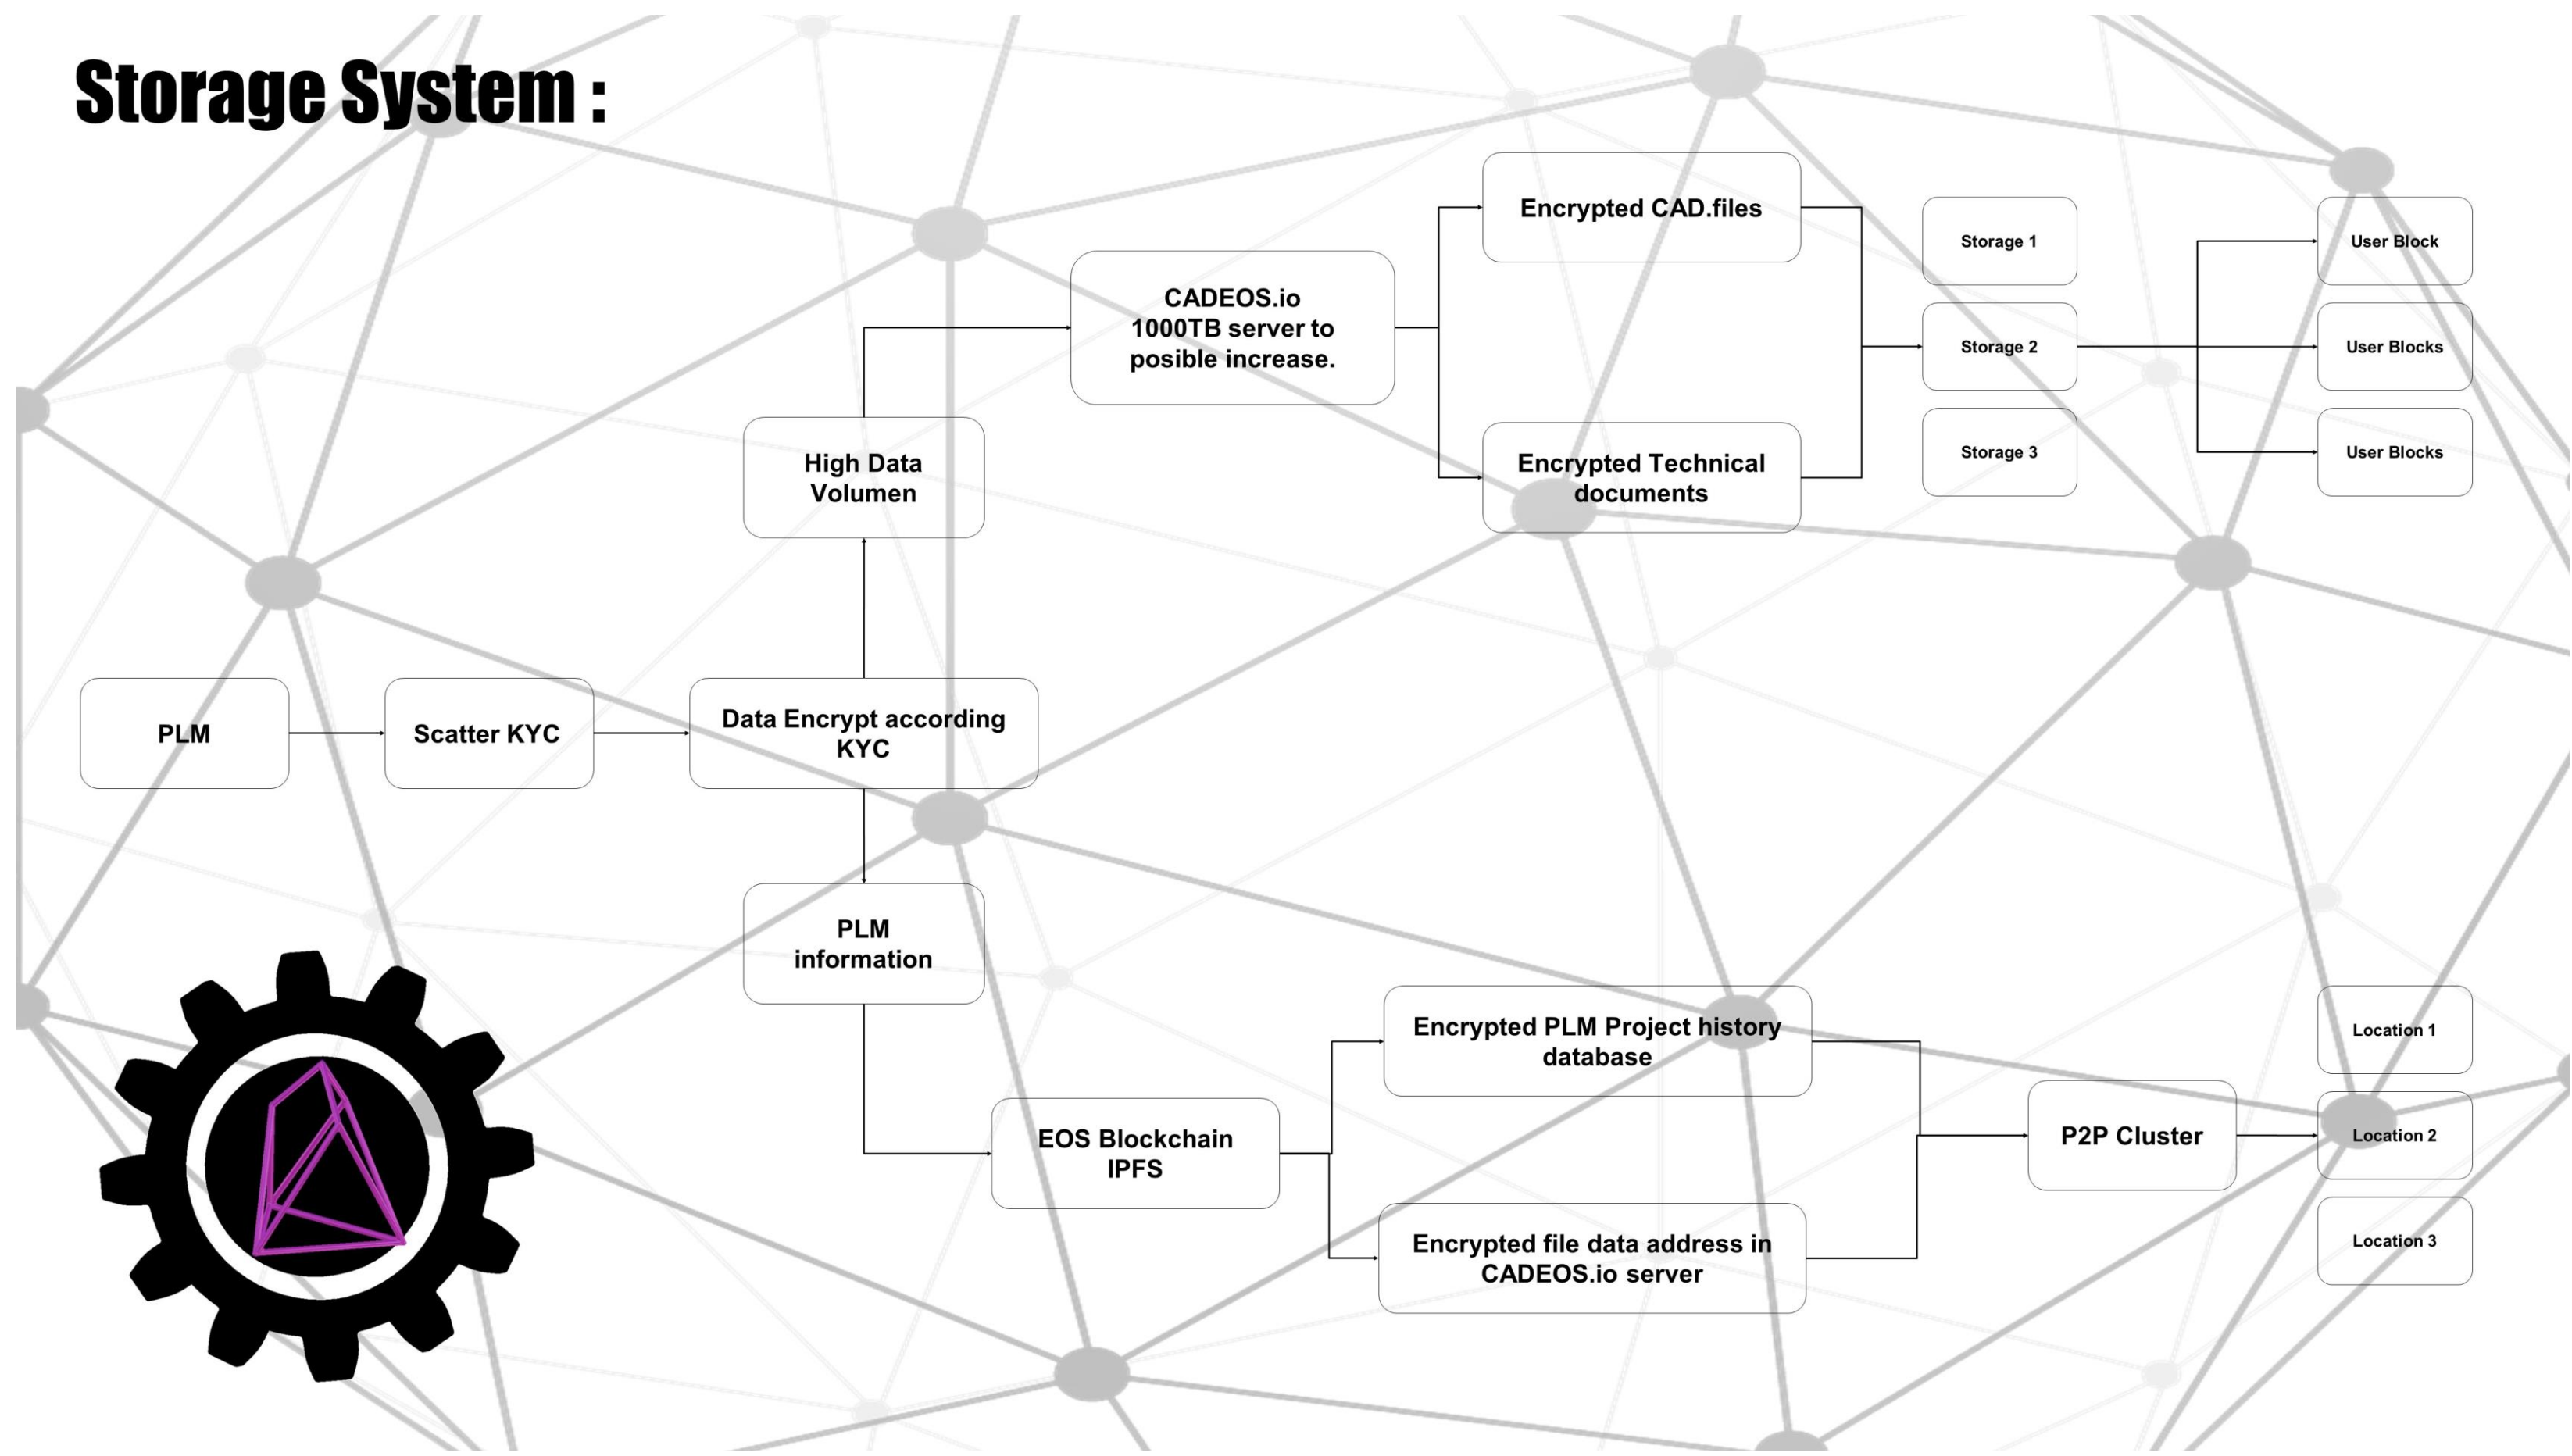 Storage System :
Encrypted CAD.files
Storage 1
User Block
CADEOS.io
1000TB server to
posible increase.
Storage 2
User Blocks
High Data
Volumen
Encrypted Technical
documents
Storage 3
User Blocks
PLM
Scatter KYC
Data Encrypt according
KYC
PLM
information
Encrypted PLM Project history
database
Location 1
EOS Blockchain
IPFS
P2P Cluster
Location 2
Encrypted file data address in
CADEOS.io server
Location 3